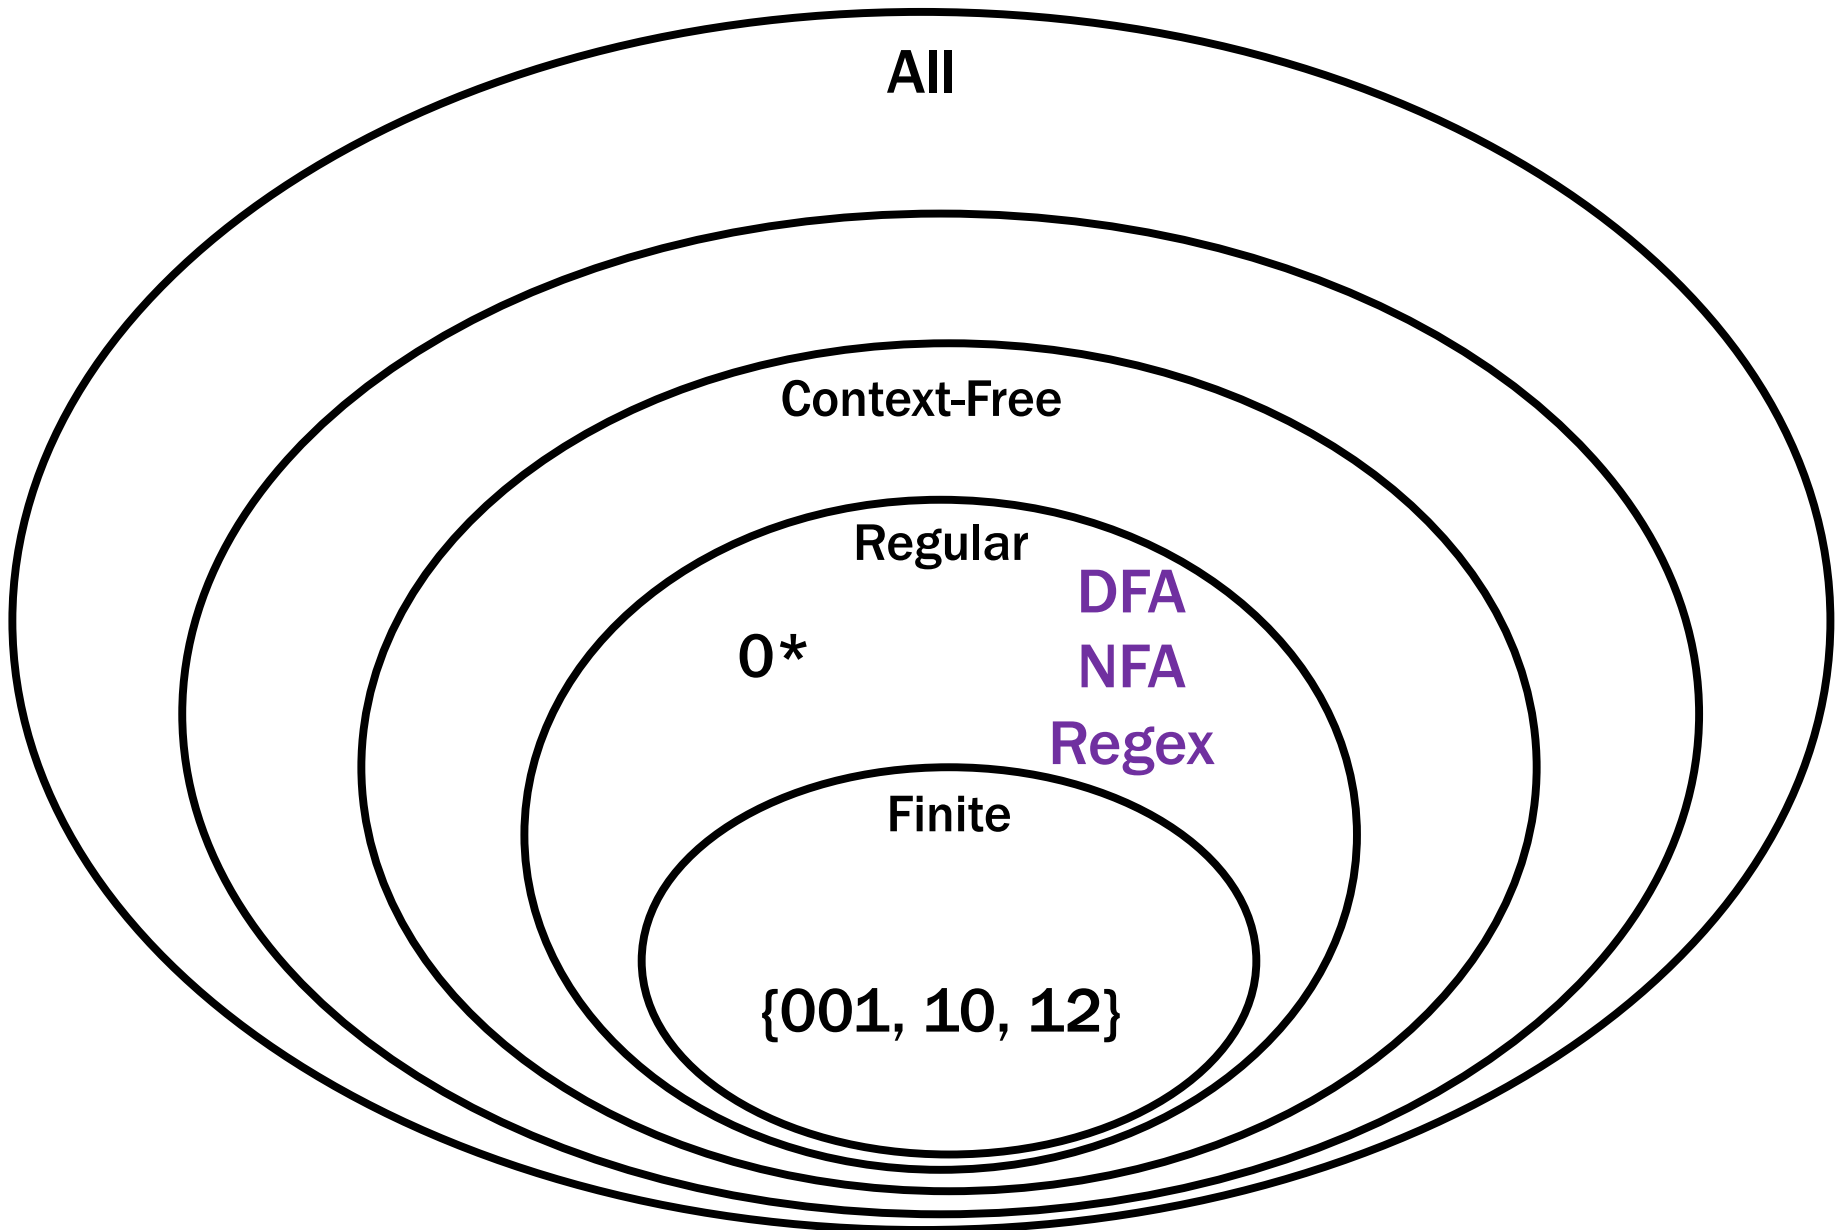 All
Context-Free
Regular
DFA
0*
NFA
Regex
Finite
{001, 10, 12}